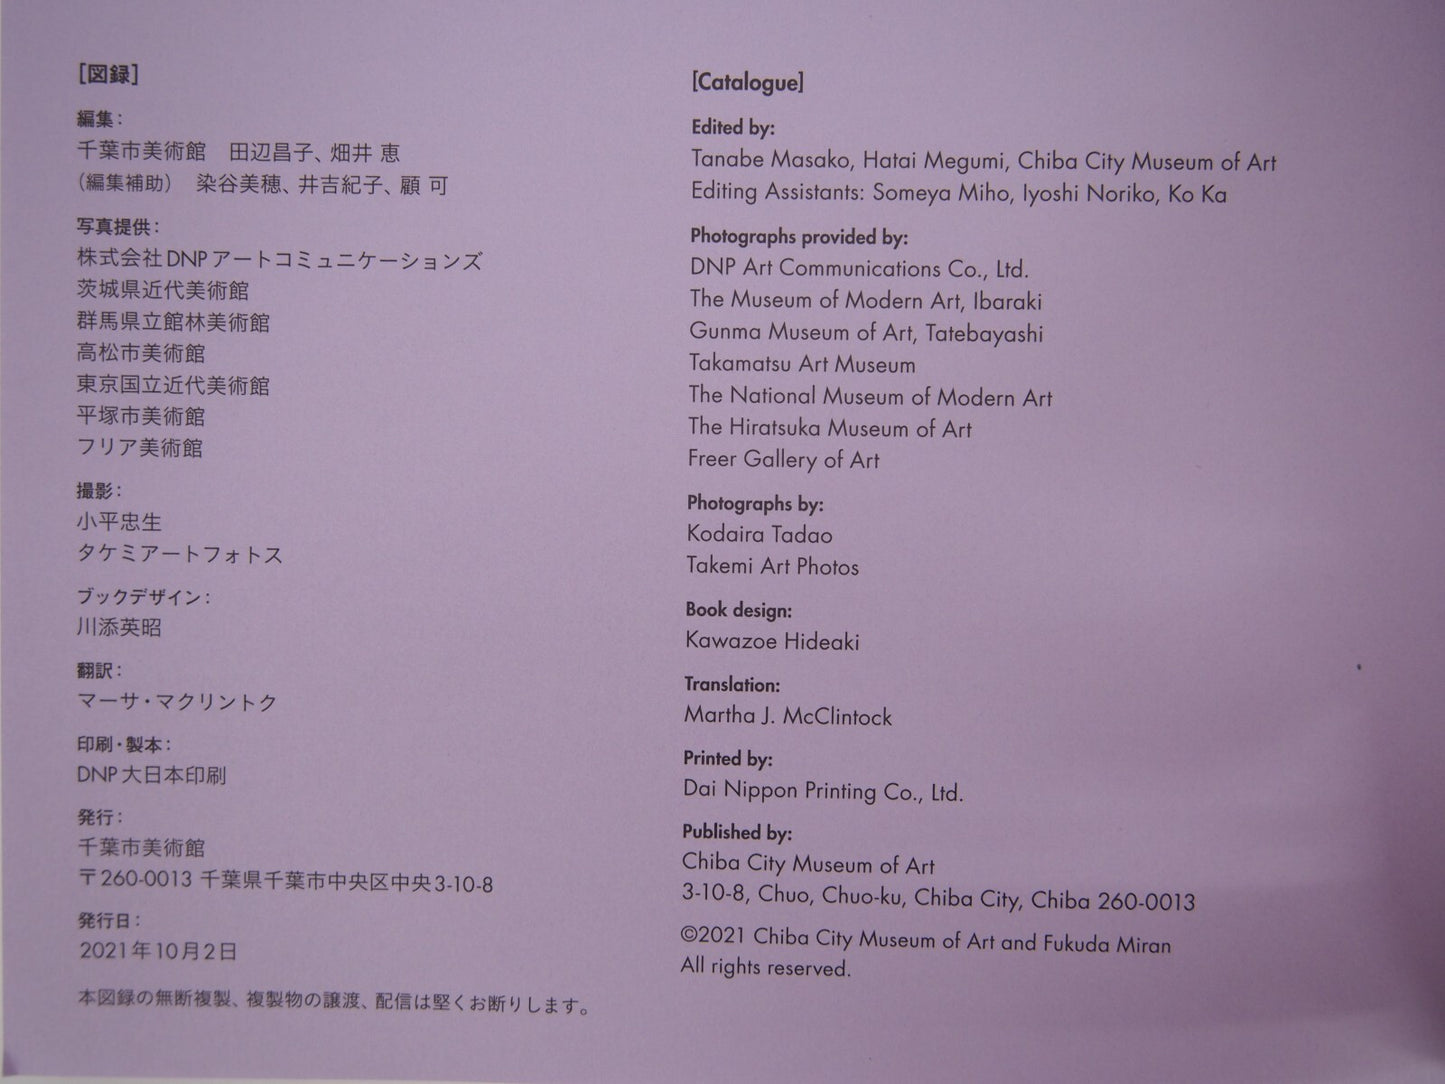 ［図録］
編集：
千葉市美術館　田辺昌子、畑井 恵
（編集補助）　染谷美穂、井吉紀子、顧 可
写真提供：
株式会社DNPアートコミュニケーションズ
茨城県近代美術館
群馬県立館林美術館
高松市美術館
東京国立近代美術館
平塚市美術館
フリア美術館
撮影：
小平忠生
タケミアートフォトス
ブックデザイン：
川添英昭
翻訳：
マーサ・マクリントク
印刷・製本：
DNP大日本印刷
発行：
千葉市美術館
〒260-0013 千葉県千葉市中央区中央3-10-8
発行日：
2021年10月2日
本図録の無断複製、複製物の譲渡、配信は堅くお断りします。
[Catalogue]
Edited by:
Tanabe Masako, Hatai Megumi, Chiba City Museum of Art
Editing Assistants: Someya Miho, Iyoshi Noriko, Ko Ka
Photographs provided by:
DNP Art Communications Co., Ltd.
The Museum of Modern Art, Ibaraki
Gunma Museum of Art, Tatebayashi
Takamatsu Art Museum
The National Museum of Modern Art
The Hiratsuka Museum of Art
Freer Gallery of Art
Photographs by:
Kodaira Tadao
Takemi Art Photos
Book design:
Kawazoe Hideaki
Translation:
Martha J. McClintock
Printed by:
Dai Nippon Printing Co., Ltd.
Published by:
Chiba City Museum of Art
3-10-8, Chuo, Chuo-ku, Chiba City, Chiba 260-0013
©2021 Chiba City Museum of Art and Fukuda Miran
All rights reserved.